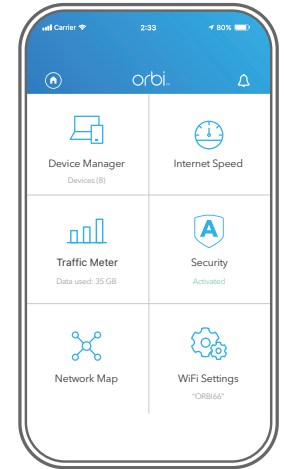 Carrier 2:33 80%
orbi
Device Manager
Devices (8)
Internet Speed
Traffic Meter
Data used: 35 GB
A
Security
Activated
Network Map
WiFi Settings
"ORBI66"